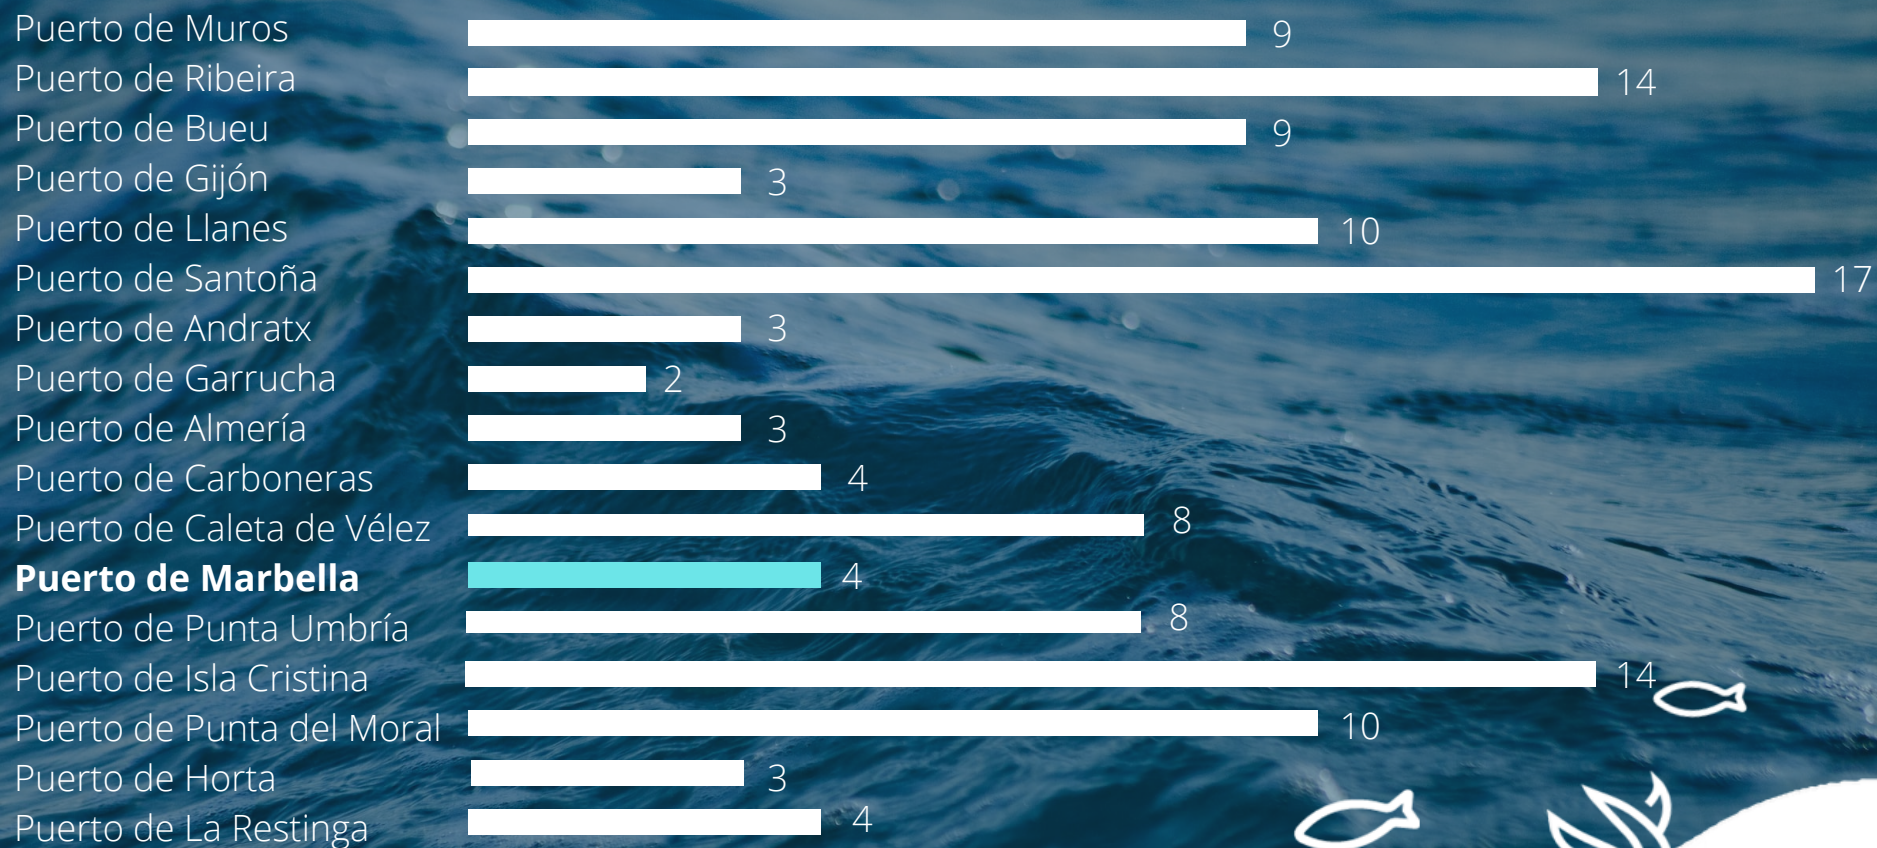 Puerto de Muros 9
Puerto de Ribeira 14
Puerto de Bueu 9
Puerto de Gijón 3
Puerto de Llanes 10
Puerto de Santoña 17
Puerto de Andratx 3
Puerto de Garrucha 2
Puerto de Almería 3
Puerto de Carboneras 4
Puerto de Caleta de Vélez 8
Puerto de Marbella 4
Puerto de Punta Umbría 8
Puerto de Isla Cristina 14
Puerto de Punta del Moral 10
Puerto de Horta 3
Puerto de La Restinga 4